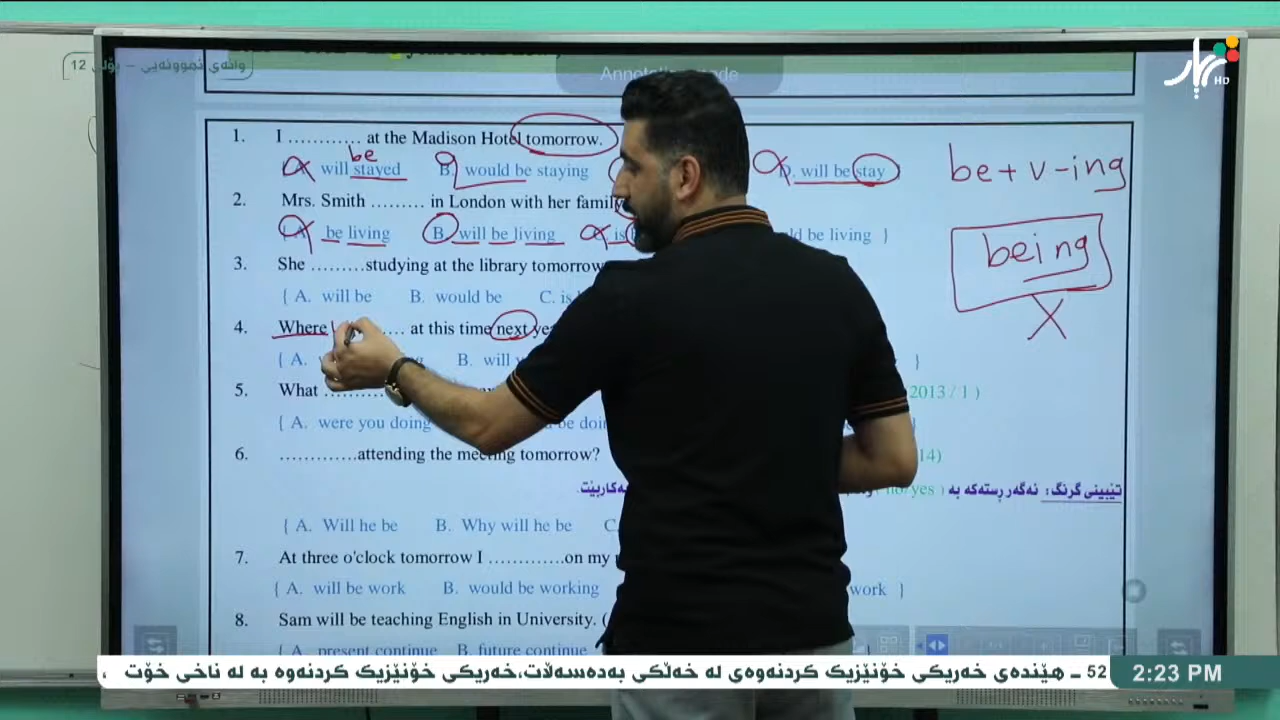 وانەی نموونەیی – پۆلی 12
HD
1. I ………… at the Madison Hotel tomorrow.
be
will stayed B. would be staying D. will be stay }
be + v-ing
2. Mrs. Smith ……… in London with her family
be living B. will be living C. is be living }
being
3. She ………studying at the library tomorrow
{ A. will be B. would be C. is
X
4. Where …. at this time next
{ A. B. will }
5. What ……… 2013 / 1 )
{ A. were you doing be doin }
6. …………attending the meeting tomorrow? 14)
تێبینی گرنگ: ئەگەر ڕستەکە بە ( no/yes ەکاربێت.
{ A. Will he be B. Why will he be C.
7. At three o'clock tomorrow I …………on my
{ A. will be work B. would be working work }
8. Sam will be teaching English in University. (
{ A. present continue B. future continue
52 ـ هێندەی خەریکی خۆنێزیک کردنەوەی لە خەڵکی بەدەسەڵات،خەریکی خۆنێزیک کردنەوە بە لە ناخی خۆت ،
2:23 PM